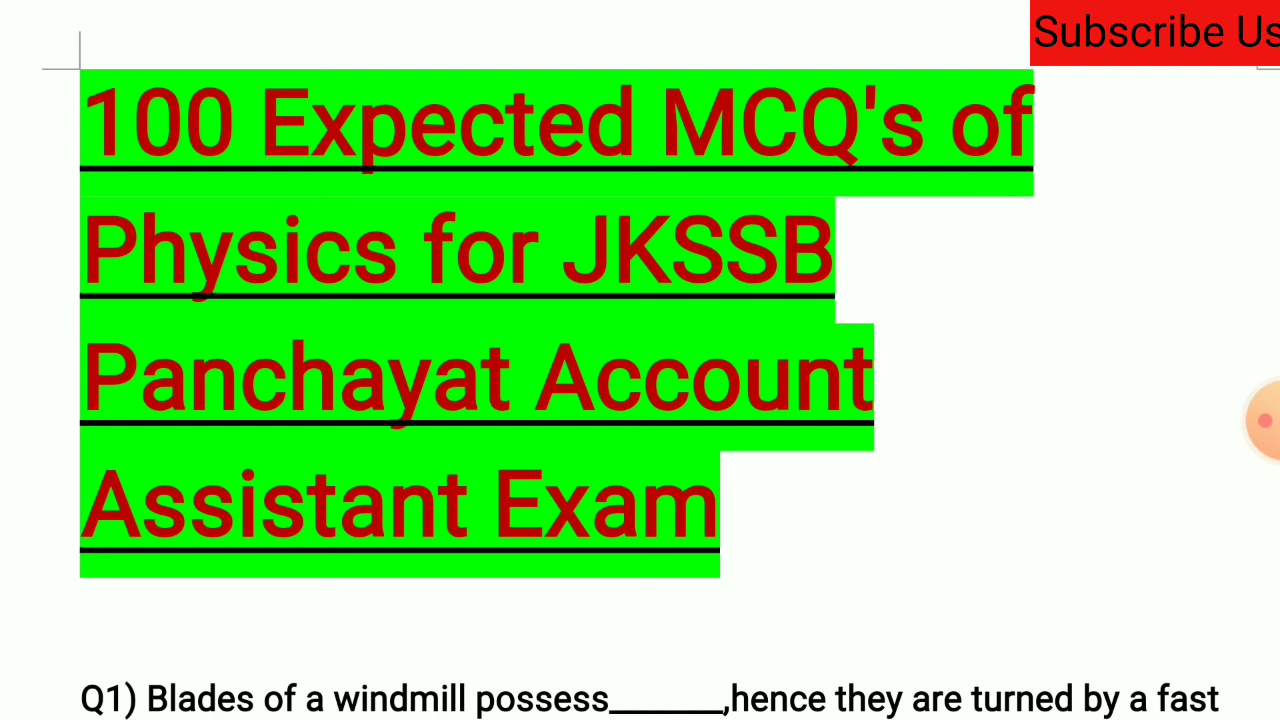 Subscribe Us
100 Expected MCQ's of
Physics for JKSSB
Panchayat Account
Assistant Exam
Q1) Blades of a windmill possess_______,hence they are turned by a fast